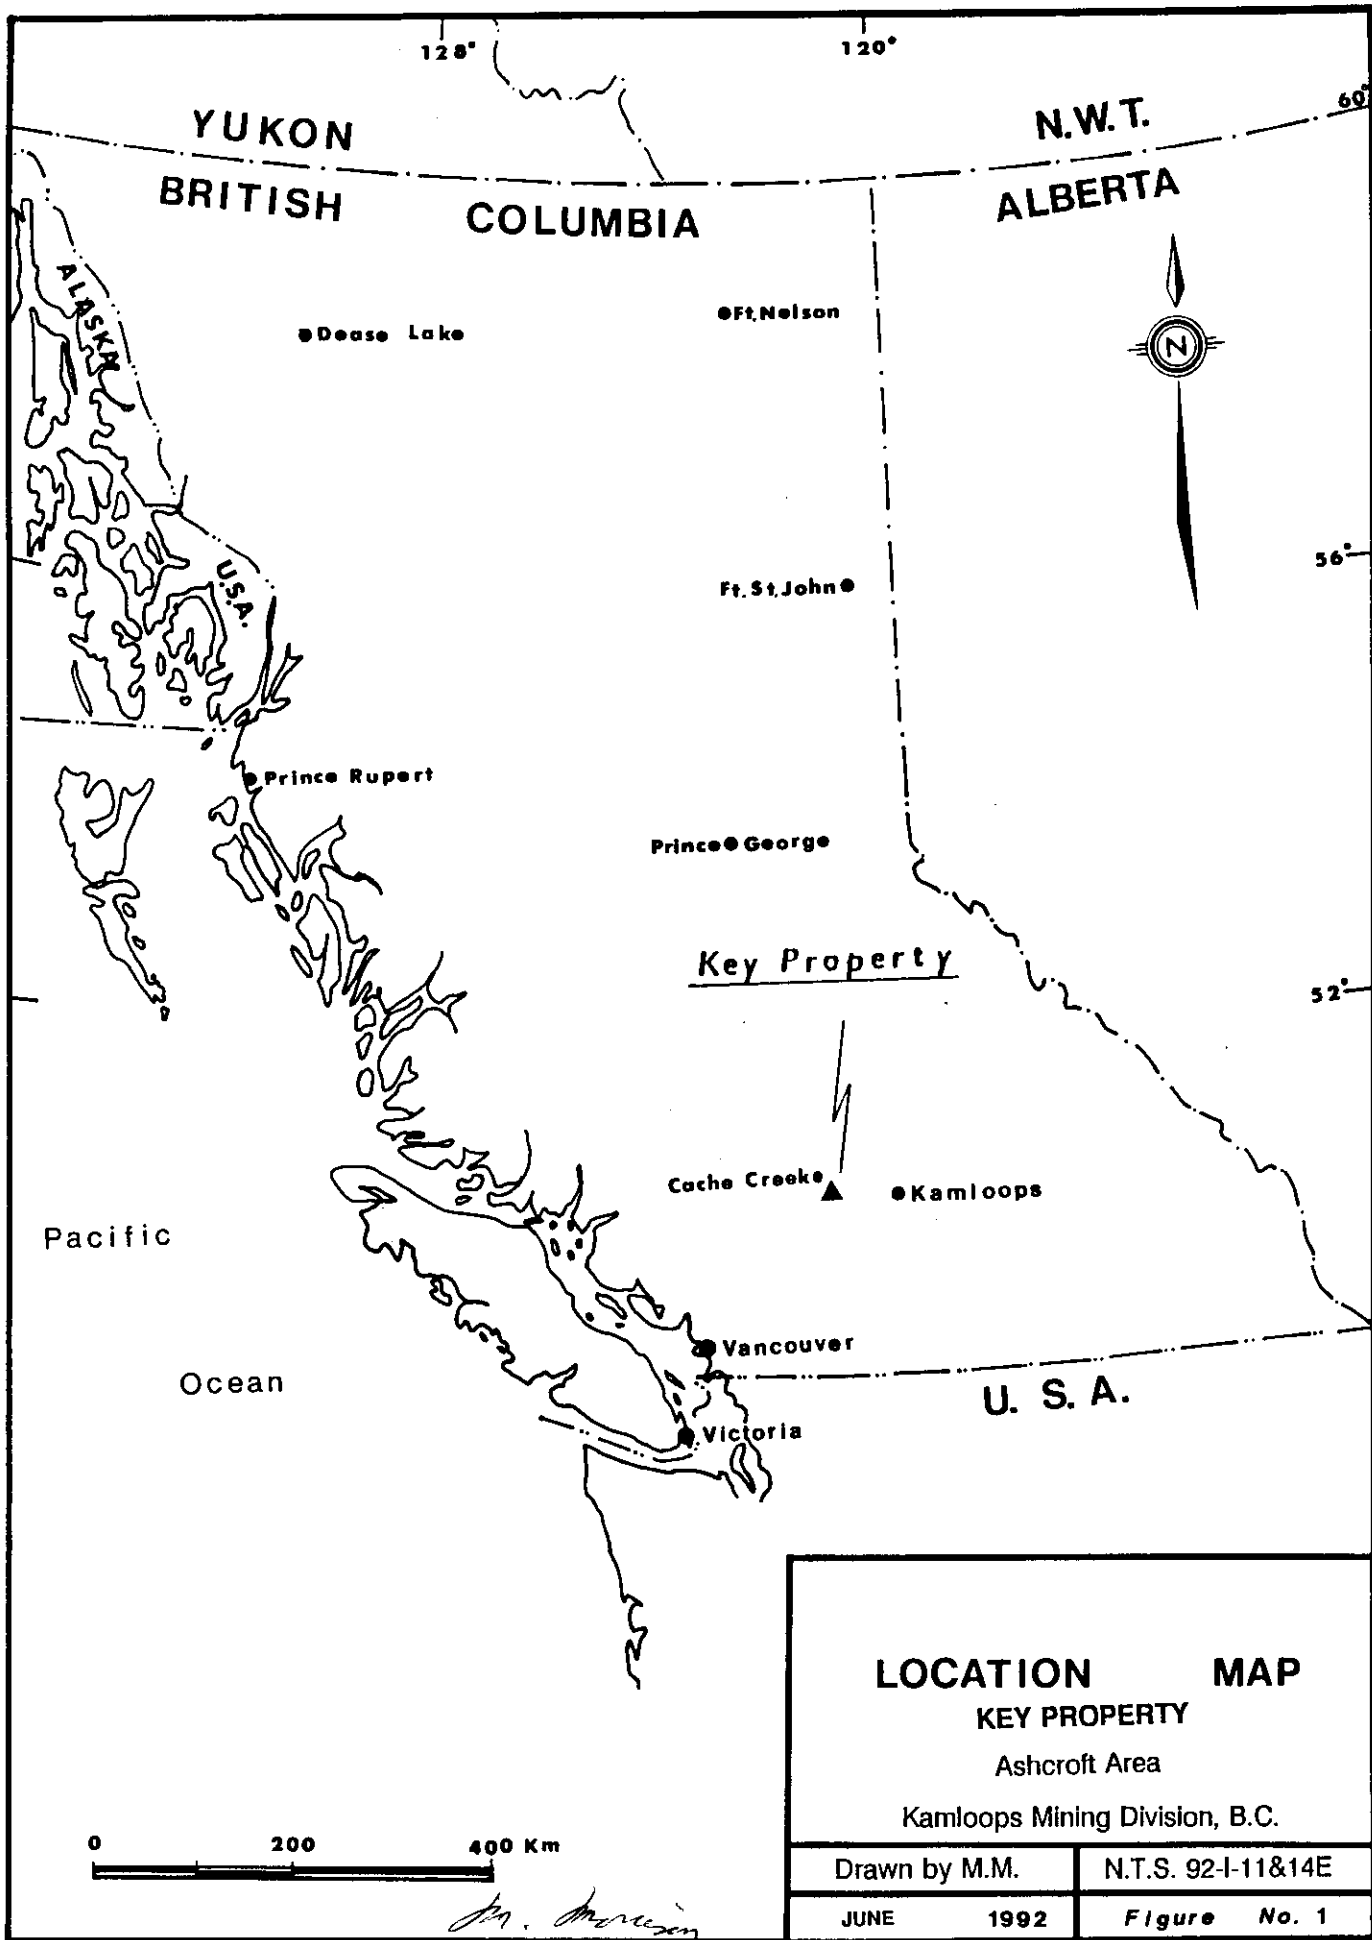 128° 120°
60°
YUKON N.W.T.
BRITISH COLUMBIA ALBERTA
ALASKA
Ft.Nelson
Dease Lake
N
56°
U.S.A.
Ft.St.John
Prince Rupert
Prince George
Key Property
52°
Cache Creek
Kamloops
Pacific
Ocean
Vancouver
U. S. A.
Victoria
LOCATION MAP
KEY PROPERTY
Ashcroft Area
Kamloops Mining Division, B.C.
0 200 400 Km
Drawn by M.M. N.T.S. 92-I-11&14E
JUNE 1992 Figure No. 1
M. Morrison